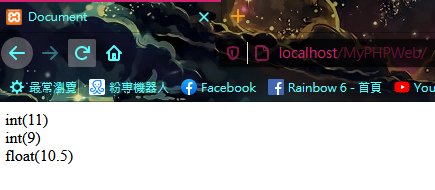 Document
localhost/MyPHPWeb/
最常瀏覽 粉專機器人 Facebook Rainbow 6 - 首頁 You
int(11)
int(9)
float(10.5)